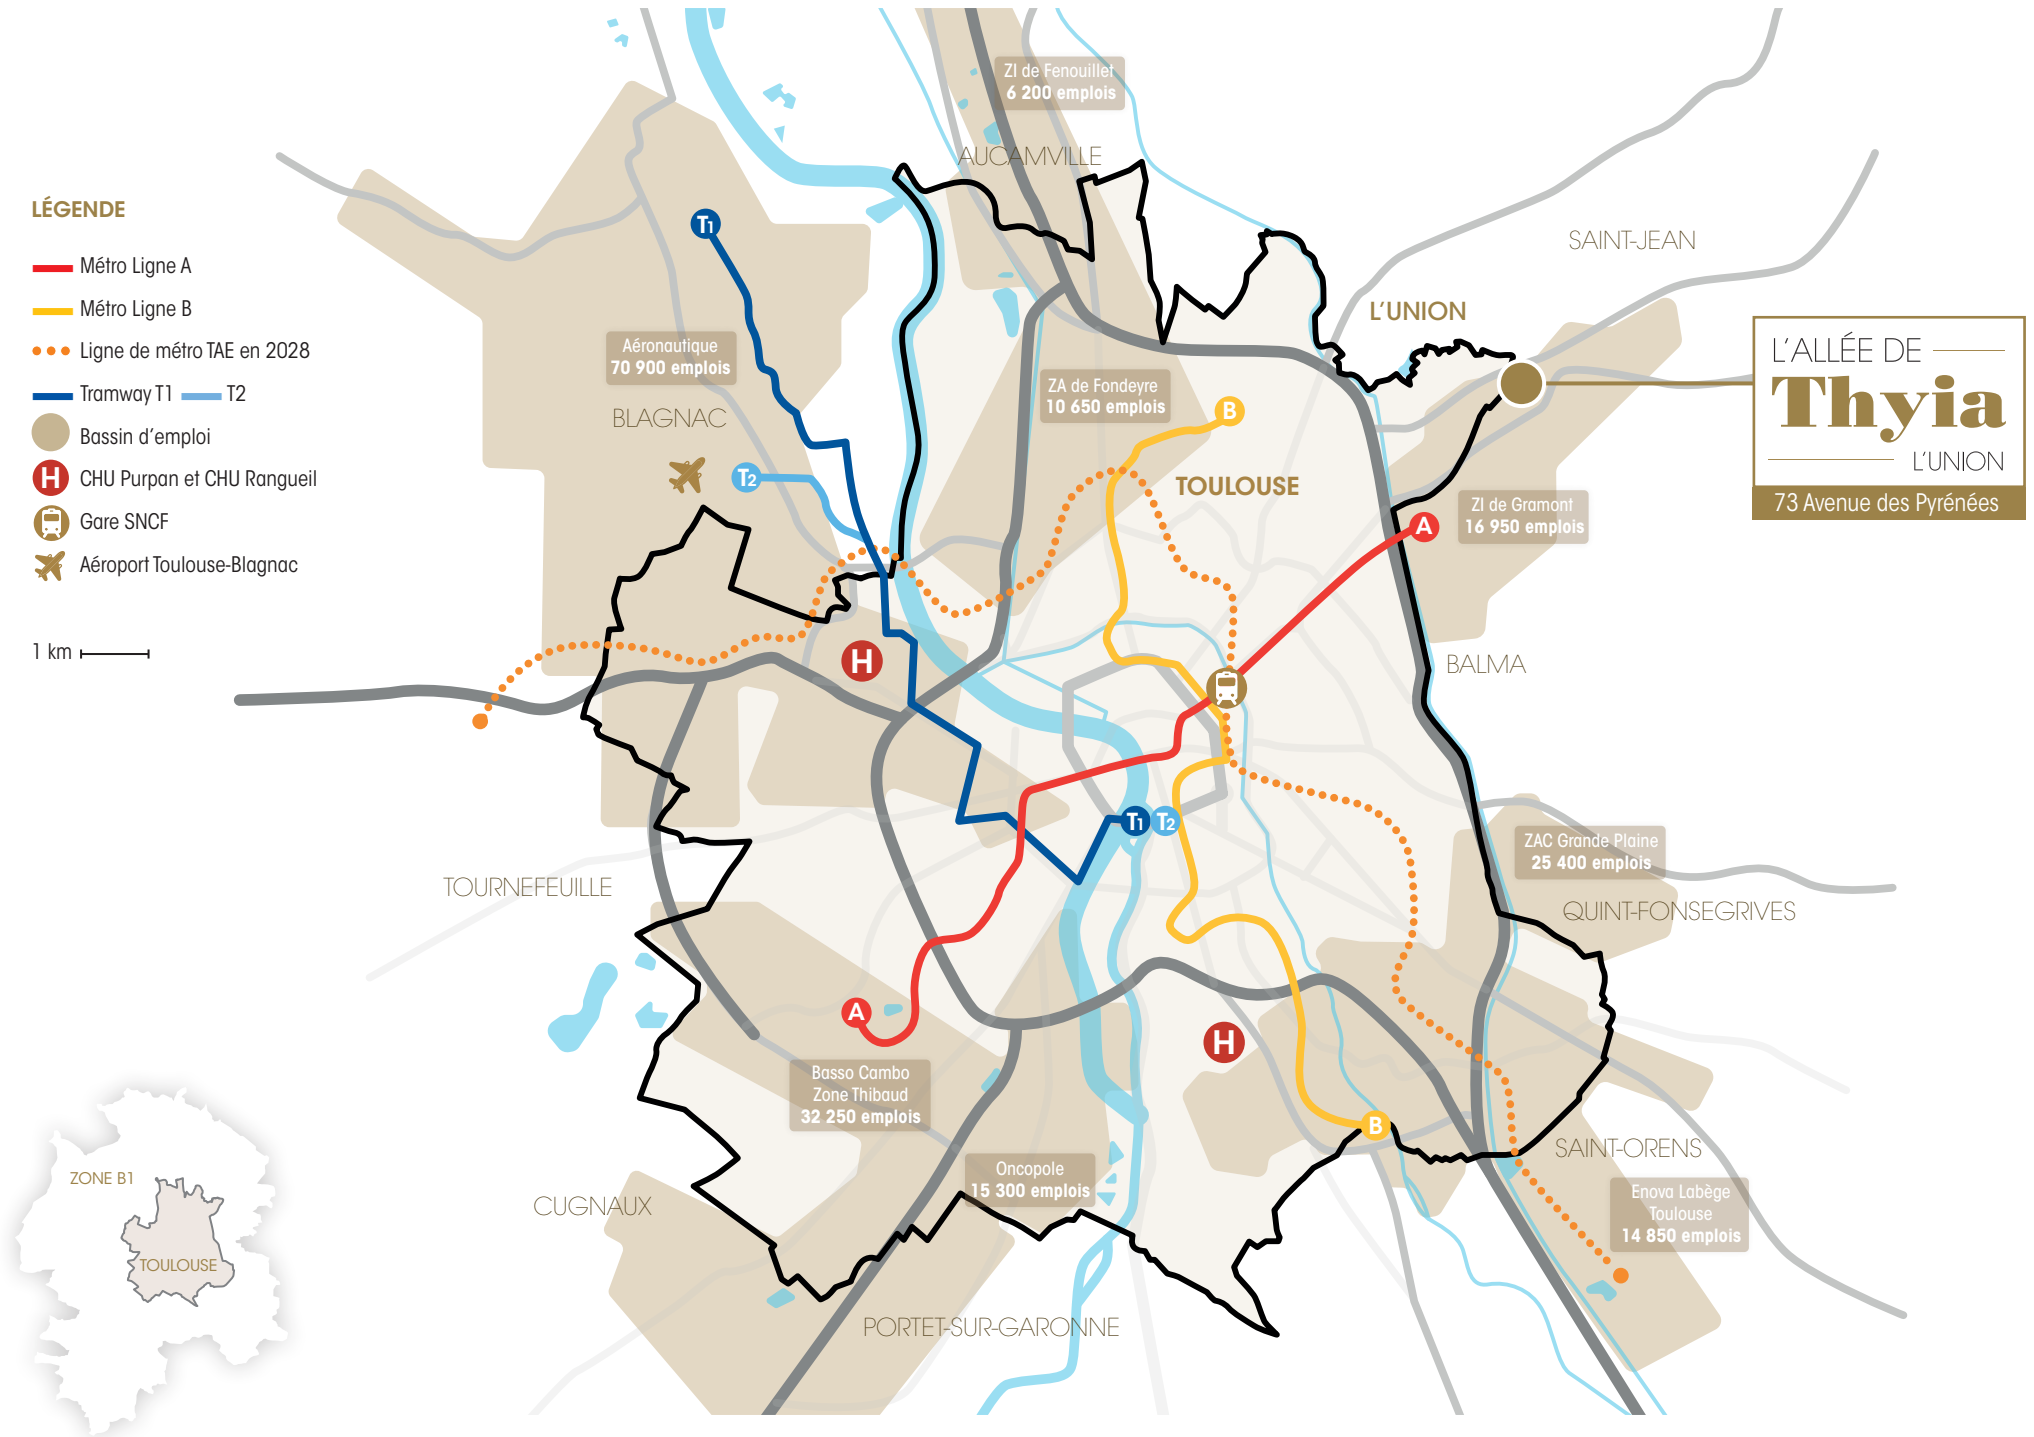 LÉGENDE
Métro Ligne A
Métro Ligne B
Ligne de métro TAE en 2028
Tramway T1
T2
Bassin d'emploi
H
CHU Purpan et CHU Rangueil
Gare SNCF
Aéroport Toulouse-Blagnac
1 km
ZI de Fenouillet
6 200 emplois
AUCAMVILLE
T1
SAINT-JEAN
L'UNION
Aéronautique
70 900 emplois
ZA de Fondeyre
10 650 emplois
B
BLAGNAC
T2
TOULOUSE
ZI de Gramont
16 950 emplois
A
L'ALLÉE DE
Thyia
L'UNION
73 Avenue des Pyrénées
H
BALMA
T1
T2
ZAC Grande Plaine
25 400 emplois
TOURNEFEUILLE
QUINT-FONSEGRIVES
A
H
Basso Cambo
Zone Thibaud
32 250 emplois
B
SAINT-ORENS
Oncopole
15 300 emplois
Enova Labège
Toulouse
14 850 emplois
CUGNAUX
PORTET-SUR-GARONNE
ZONE B1
TOULOUSE